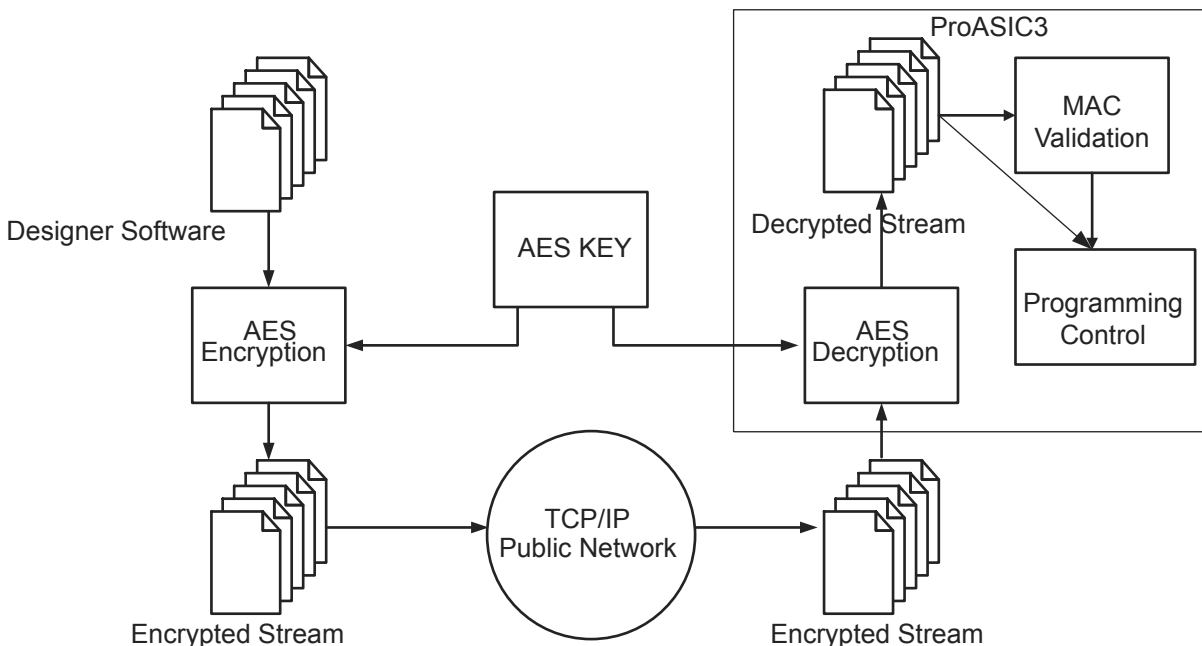 ProASIC3
MAC
Validation
Designer Software
AES KEY
Decrypted Stream
Programming
Control
AES
Encryption
AES
Decryption
TCP/IP
Public Network
Encrypted Stream
Encrypted Stream